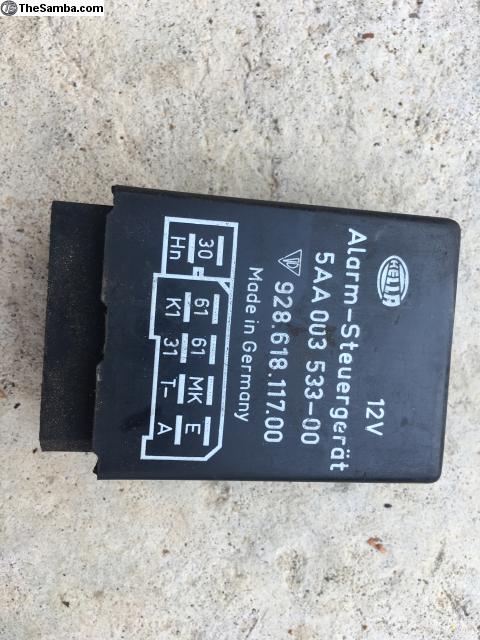 TheSamba.com
HELLA
12V
Alarm-Steuergerät
5AA 003 533-00
928.618.117.00
Made in Germany
30 61 61 MK E
Hn K1 31 T- A